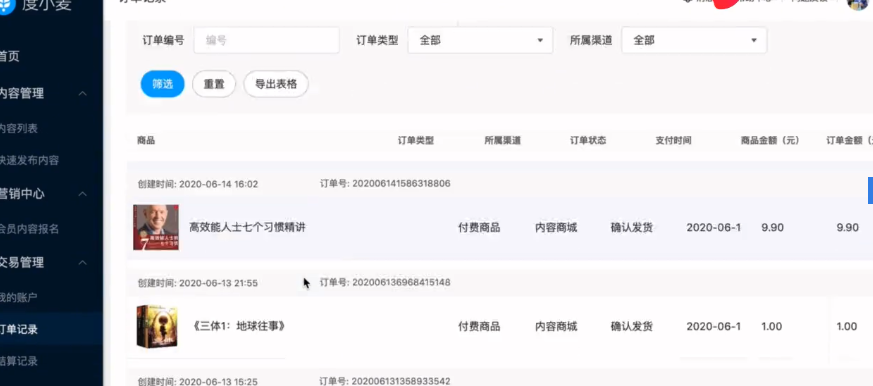 度小麦
订单记录
首页
内容管理
内容列表
快速发布内容
营销中心
会员内容报名
交易管理
我的账户
订单记录
结算记录
订单编号 编号 订单类型 全部 所属渠道 全部
筛选 重置 导出表格
商品 订单类型 所属渠道 订单状态 支付时间 商品金额（元） 订单金额（
创建时间: 2020-06-14 16:02 订单号: 202006141586318806
高效能人士七个习惯精讲 付费商品 内容商城 确认发货 2020-06-1 9.90 9.90
创建时间: 2020-06-13 21:55 订单号: 202006136968415148
《三体1：地球往事》 付费商品 内容商城 确认发货 2020-06-1 1.00 1.00
创建时间: 2020-06-13 15:25 订单号: 202006131358933542